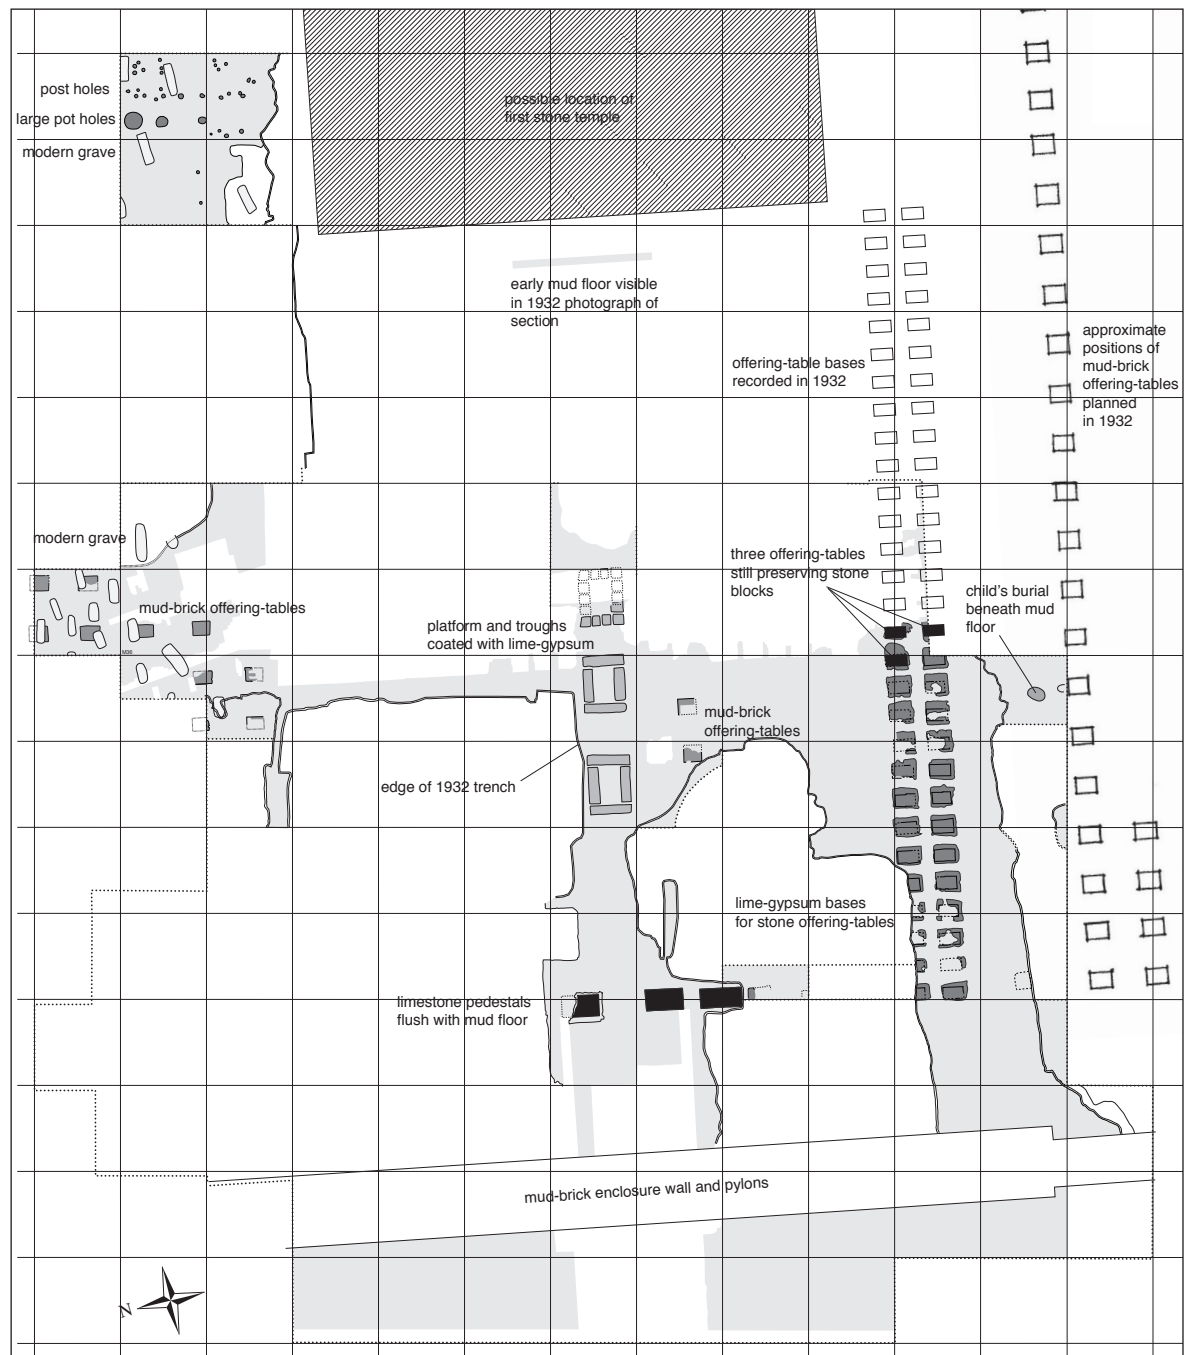 post holes
large pot holes
modern grave
possible location of
first stone temple
early mud floor visible
in 1932 photograph of
section
offering-table bases
recorded in 1932
approximate
positions of
mud-brick
offering-tables
planned
in 1932
modern grave
mud-brick offering-tables
M36
platform and troughs
coated with lime-gypsum
three offering-tables
still preserving stone
blocks
child's burial
beneath mud
floor
mud-brick
offering-tables
edge of 1932 trench
lime-gypsum bases
for stone offering-tables
limestone pedestals
flush with mud floor
mud-brick enclosure wall and pylons
N